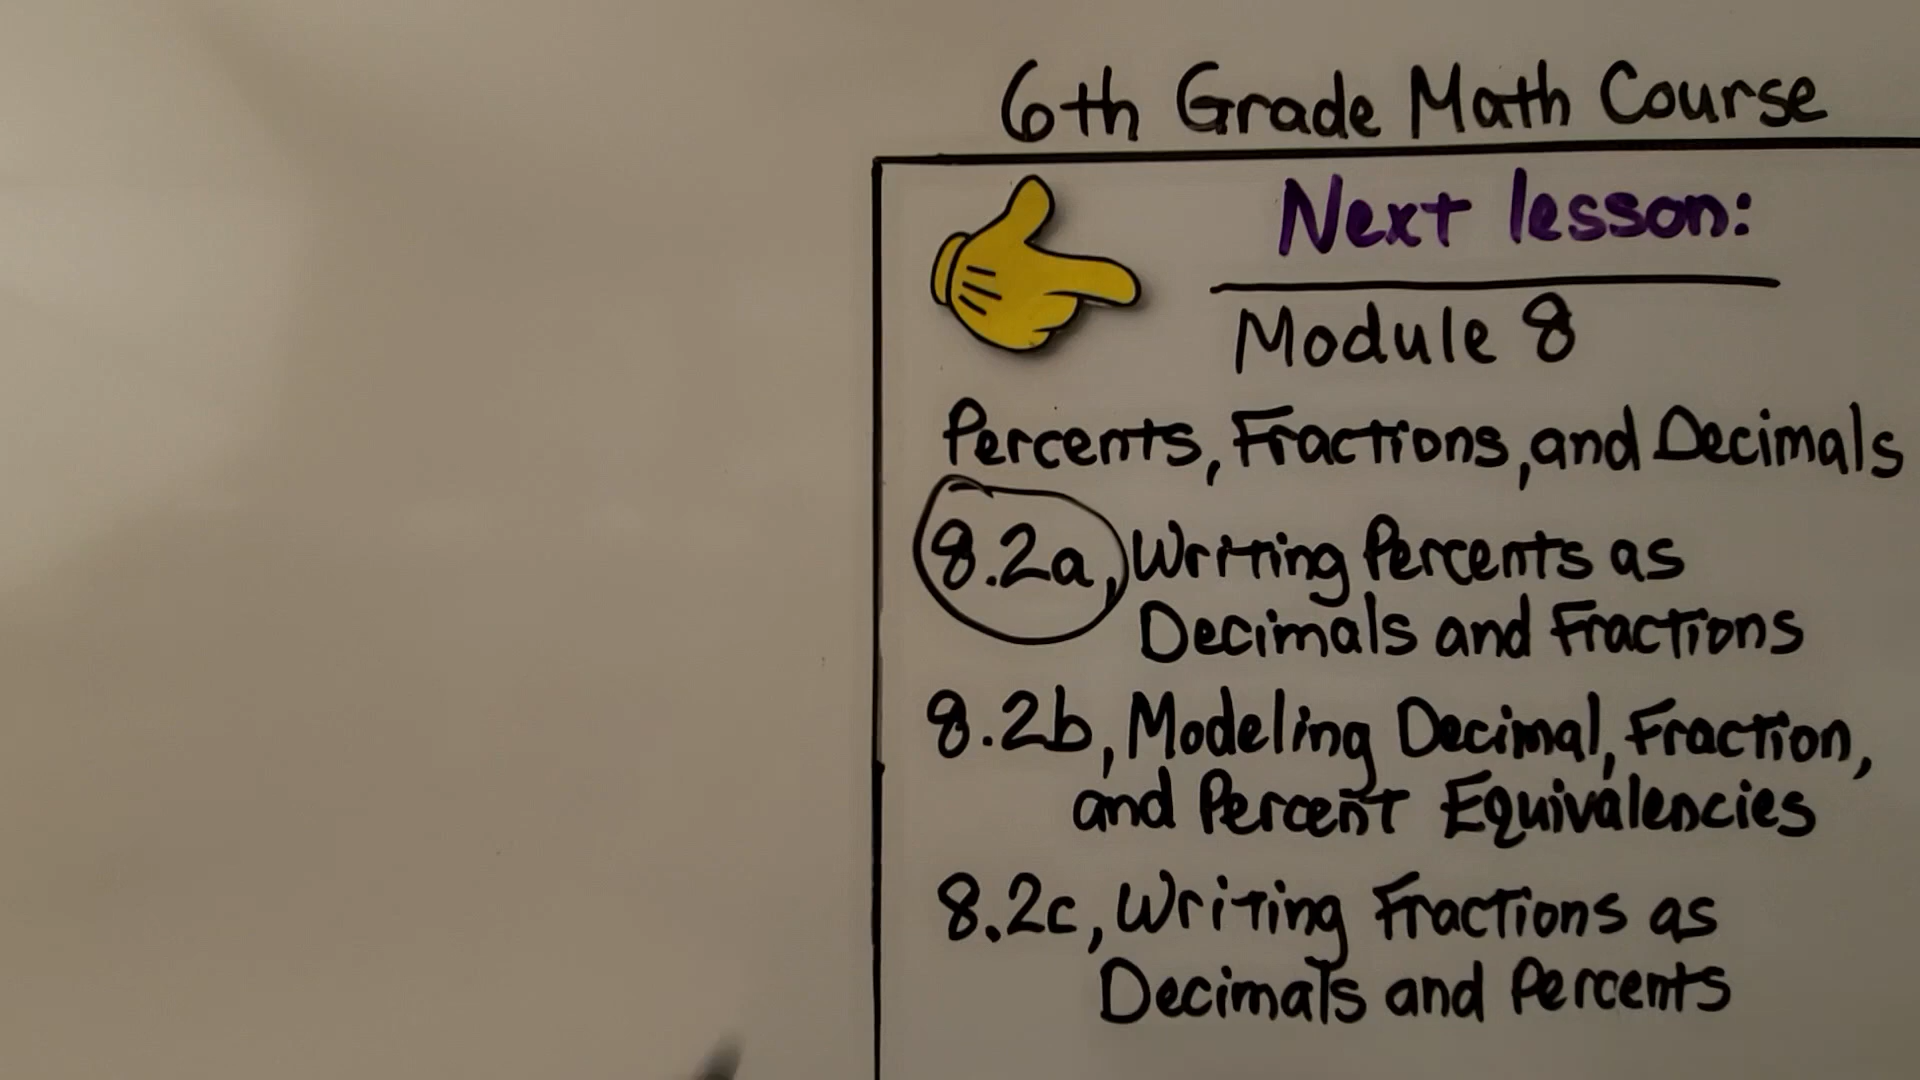 6th Grade Math Course
Next lesson:
Module 8
Percents, Fractions, and Decimals
8.2a, Writing Percents as
Decimals and Fractions
8.2b, Modeling Decimal, Fraction,
and Percent Equivalencies
8.2c, Writing Fractions as
Decimals and Percents